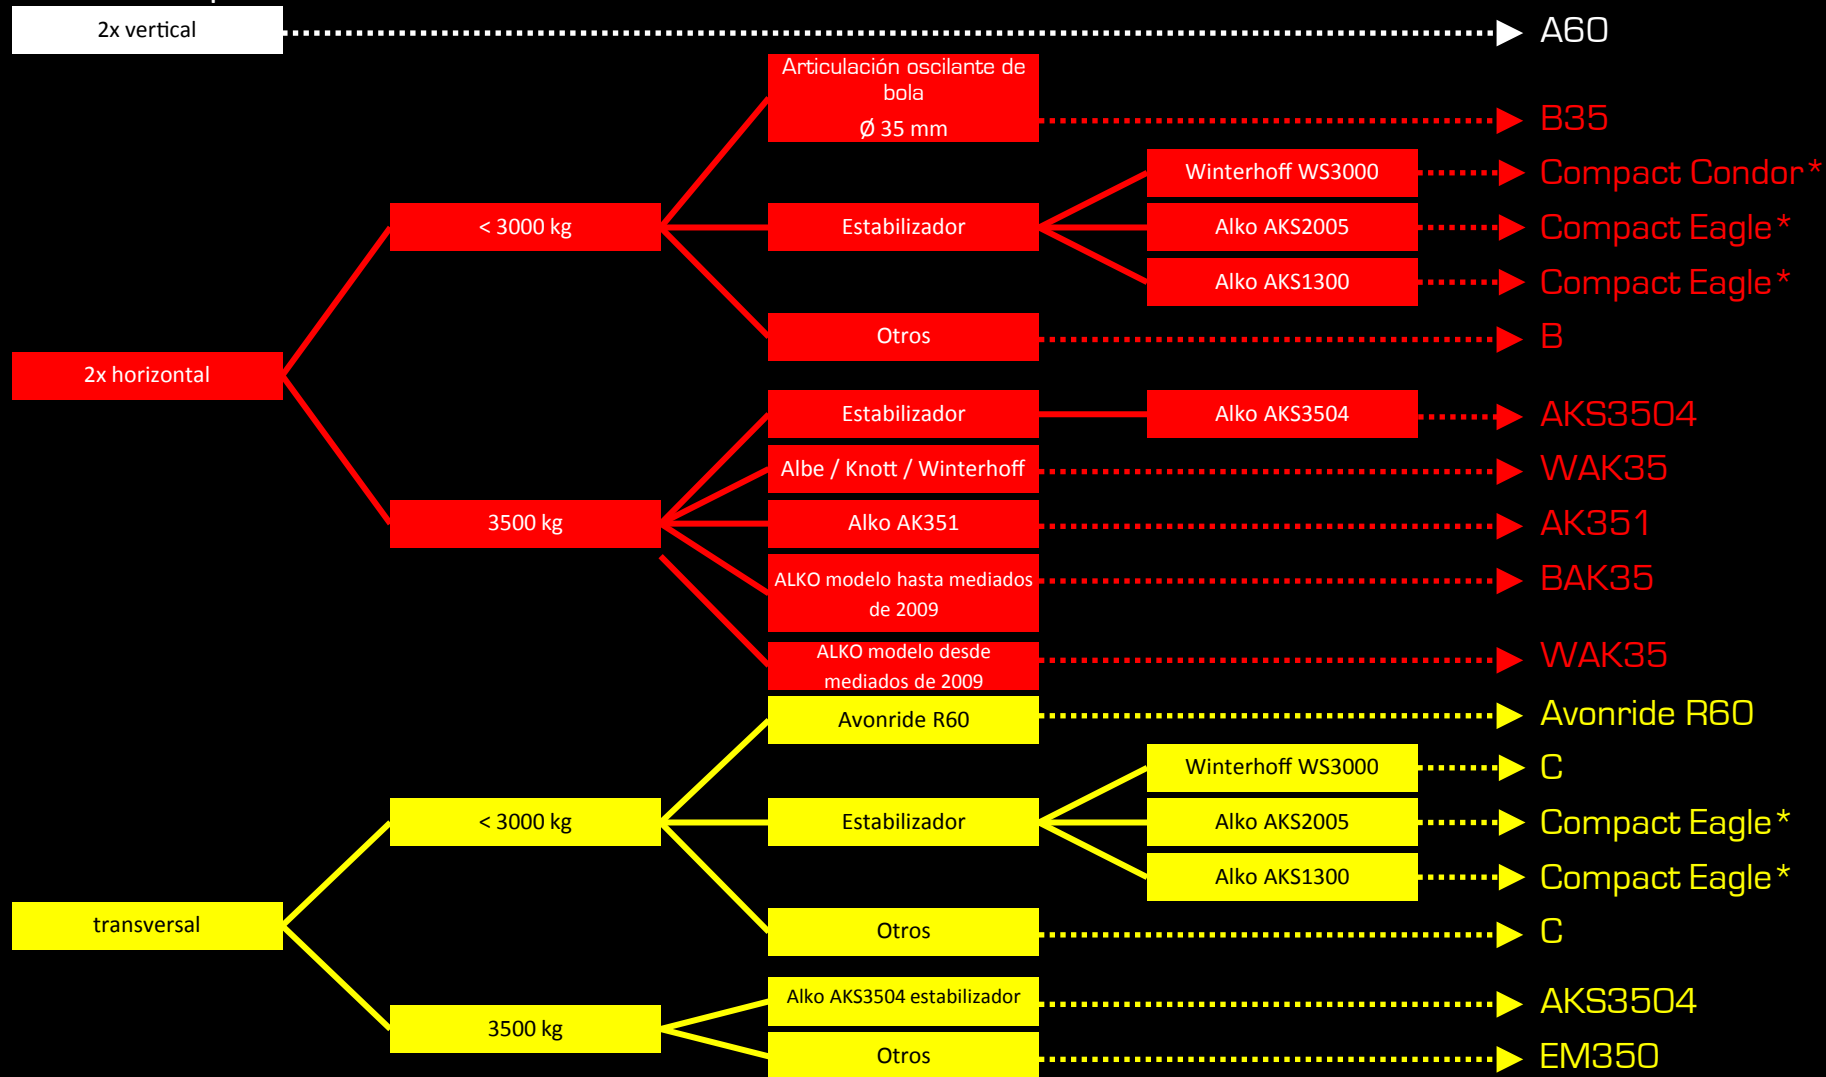 2x vertical
A60
Articulación oscilante de
bola
Ø 35 mm
B35
Winterhoff WS3000
Compact Condor*
< 3000 kg
Estabilizador
Alko AKS2005
Compact Eagle*
Alko AKS1300
Compact Eagle*
Otros
B
2x horizontal
Estabilizador
Alko AKS3504
AKS3504
Albe / Knott / Winterhoff
WAK35
3500 kg
Alko AK351
AK351
ALKO modelo hasta mediados
de 2009
BAK35
ALKO modelo desde
mediados de 2009
WAK35
Avonride R60
Avonride R60
Winterhoff WS3000
C
< 3000 kg
Estabilizador
Alko AKS2005
Compact Eagle*
Alko AKS1300
Compact Eagle*
transversal
Otros
C
Alko AKS3504 estabilizador
AKS3504
3500 kg
Otros
EM350